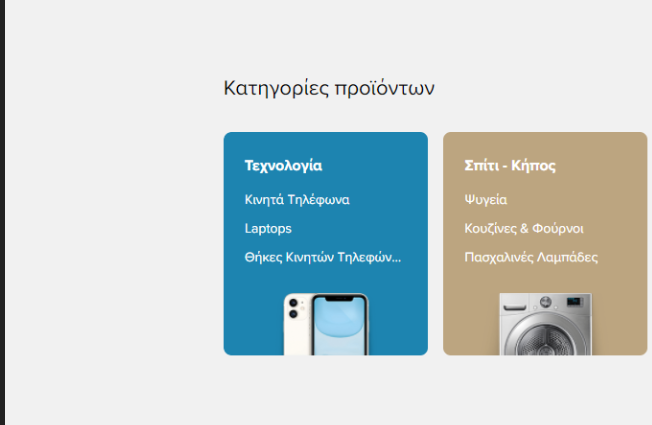 Κατηγορίες προϊόντων
Τεχνολογία
Κινητά Τηλέφωνα
Laptops
Θήκες Κινητών Τηλεφών...
Σπίτι - Κήπος
Ψυγεία
Κουζίνες & Φούρνοι
Πασχαλινές Λαμπάδες